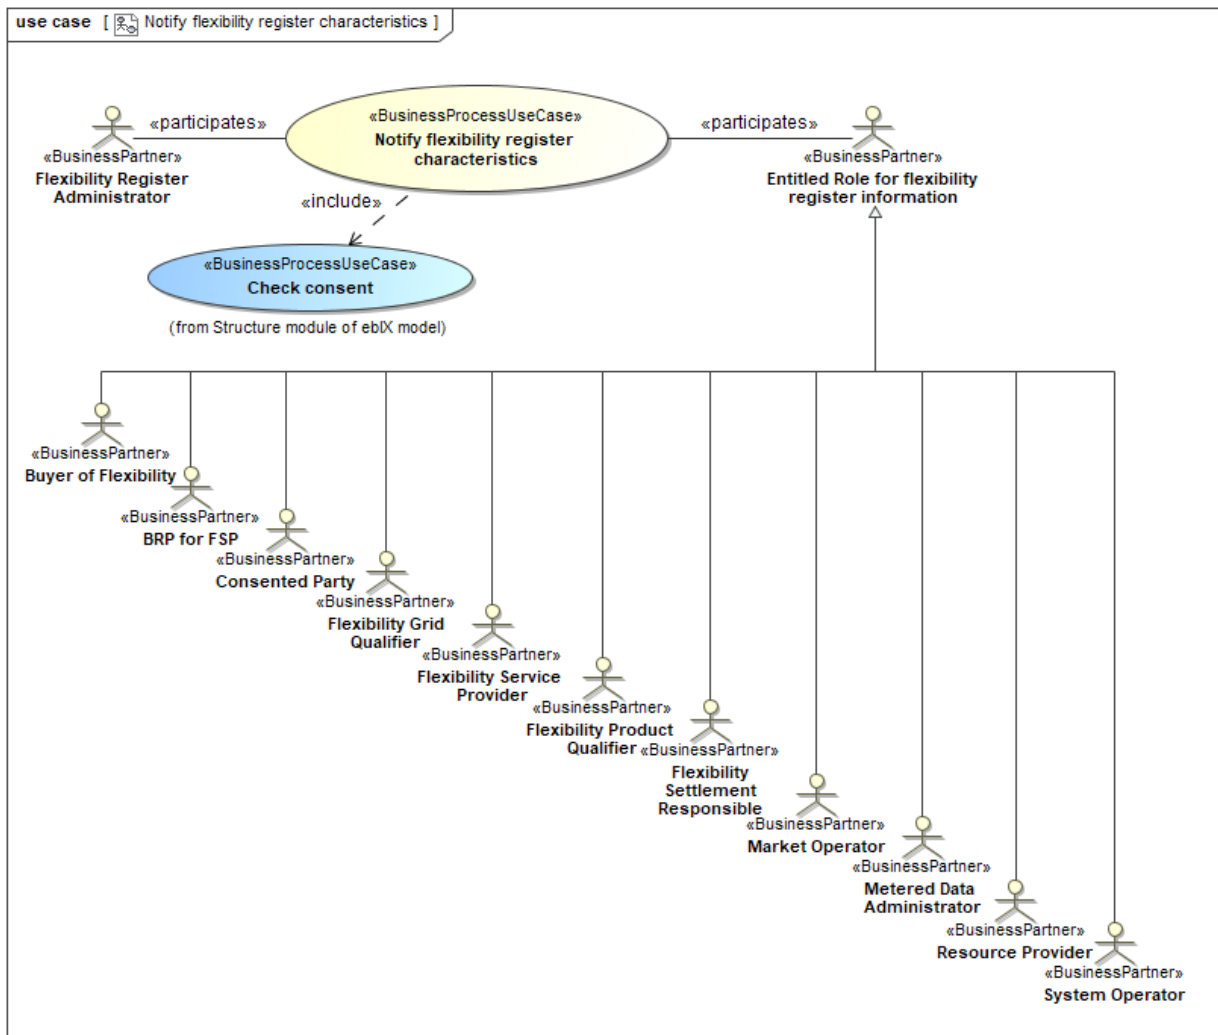 use case [ Notify flexibility register characteristics ]
«BusinessPartner»
Flexibility Register
Administrator
«participates»
«BusinessProcessUseCase»
Notify flexibility register
characteristics
«participates»
«BusinessPartner»
Entitled Role for flexibility
register information
«include»
«BusinessProcessUseCase»
Check consent
(from Structure module of ebIX model)
«BusinessPartner»
Buyer of Flexibility
«BusinessPartner»
BRP for FSP
«BusinessPartner»
Consented Party
«BusinessPartner»
Flexibility Grid
Qualifier
«BusinessPartner»
Flexibility Service
Provider
«BusinessPartner»
Flexibility Product
Qualifier
«BusinessPartner»
Flexibility
Settlement
Responsible
«BusinessPartner»
Market Operator
«BusinessPartner»
Metered Data
Administrator
«BusinessPartner»
Resource Provider
«BusinessPartner»
System Operator